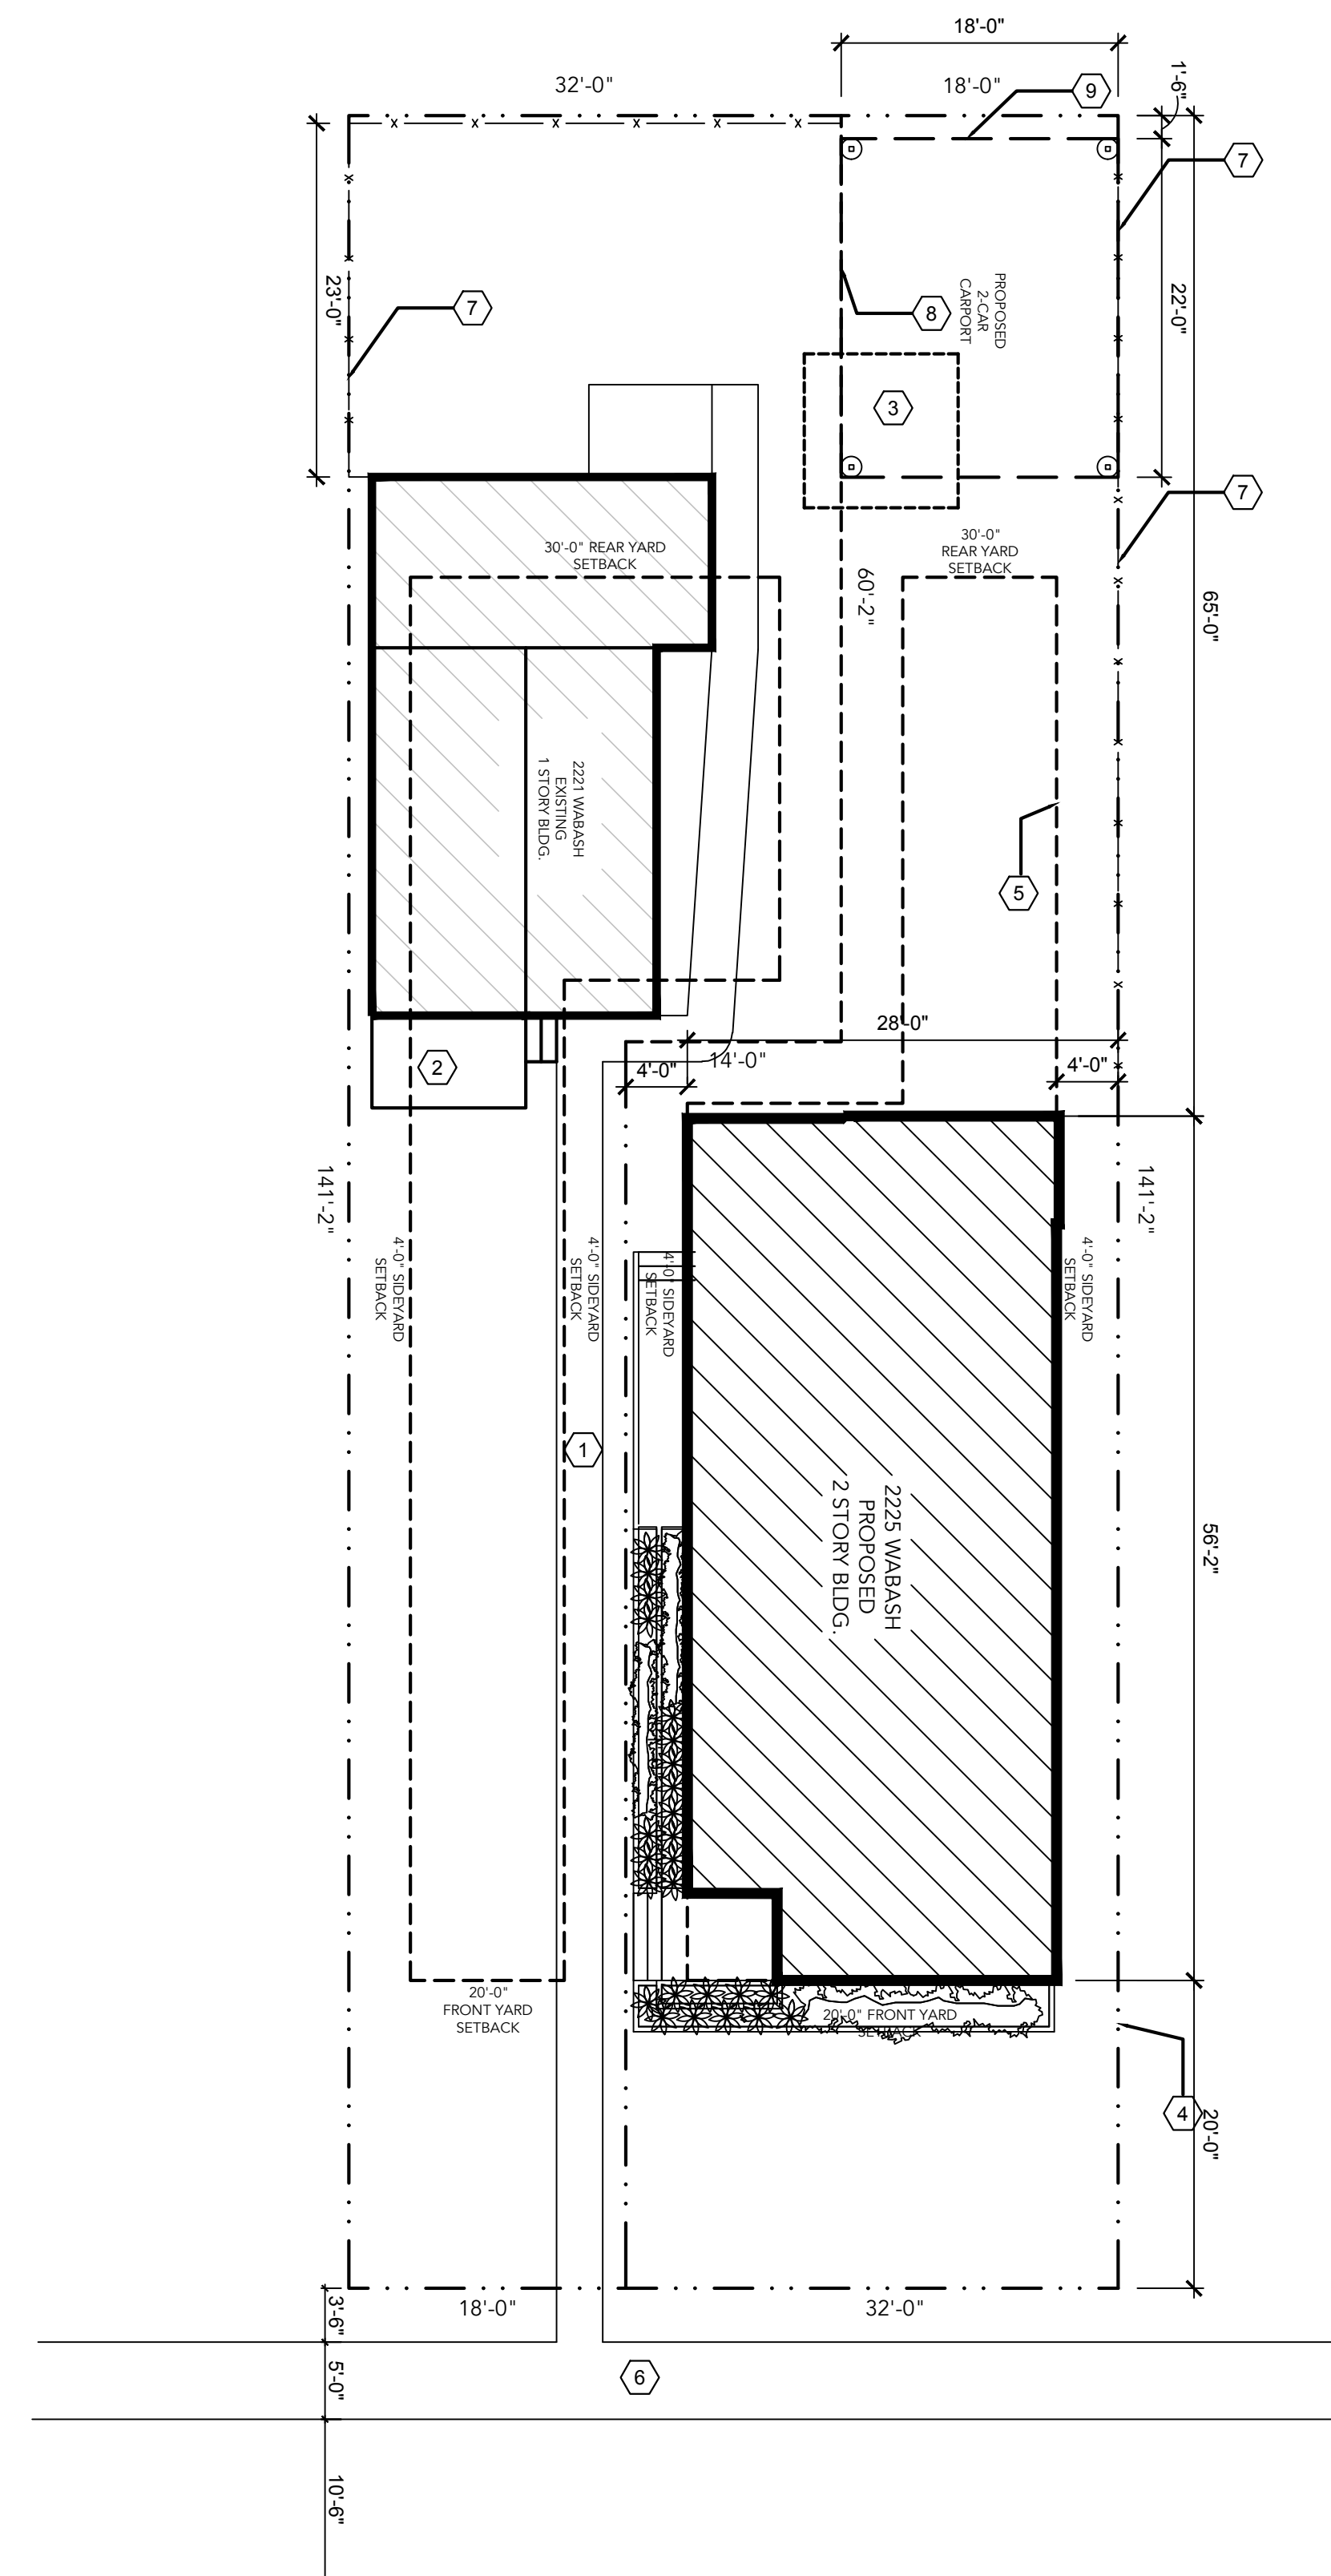 18'-0"
32'-0"
18'-0"
1'-6"
9
7
23'-0"
7
8
PROPOSED
2-CAR
CARPORT
22'-0"
3
7
30'-0" REAR YARD
SETBACK
30'-0"
REAR YARD
SETBACK
60'-2"
65'-0"
2221 WABASH
EXISTING
1 STORY BLDG.
5
28'-0"
14'-0"
4'-0"
4'-0"
2
141'-2"
141'-2"
4'-0" SIDEYARD
SETBACK
4'-0" SIDEYARD
SETBACK
4'-0" SIDEYARD
SETBACK
4'-0" SIDEYARD
SETBACK
1
2225 WABASH
PROPOSED
2 STORY BLDG.
56'-2"
20'-0"
FRONT YARD
SETBACK
20'-0" FRONT YARD
SETBACK
4
20'-0"
18'-0"
32'-0"
3'-6"
5'-0"
6
10'-6"